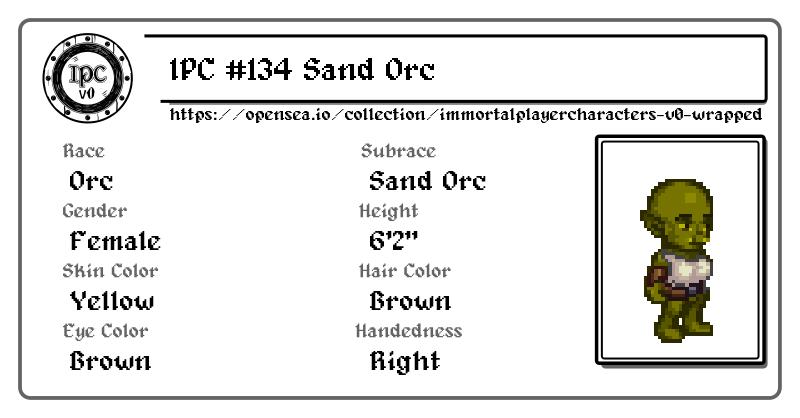 IPC
v0
IPC #134 Sand Orc
https://opensea.io/collection/immortalplayercharacters-v0-wrapped
Race
Orc
Subrace
Sand Orc
Gender
Female
Height
6'2"
Skin Color
Yellow
Hair Color
Brown
Eye Color
Brown
Handedness
Right